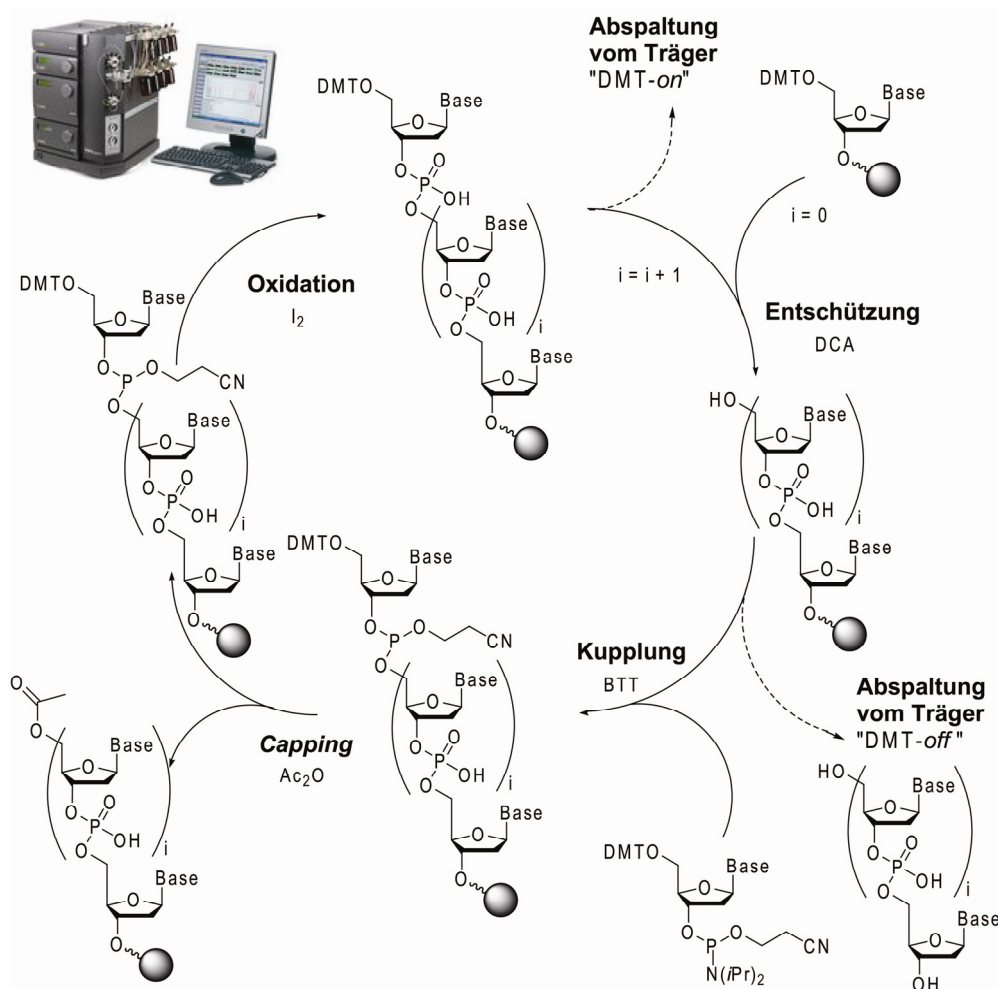 Abspaltung
vom Träger
"DMT-on"
DMTO
Base
O
O
P
O
OH
O
Base
O
O
P
O
OH
O
i
Base
O
O
DMTO
Base
O
O
i = 0
i = i + 1
Entschützung
DCA
Oxidation
I2
DMTO
Base
O
O
O
P
CN
O
Base
O
O
O
P
OH
O
i
Base
O
O
HO
Base
O
O
O
P
OH
O
i
Base
O
O
Kupplung
BTT
Abspaltung
vom Träger
"DMT-off "
DMTO
Base
O
O
P
O
CN
O
Base
O
O
O
P
OH
O
i
Base
O
O
Capping
Ac2O
O
O
Base
O
O
O
P
OH
O
i
Base
O
O
DMTO
Base
O
O
O
P
CN
N(iPr)2
HO
Base
O
O
O
P
OH
O
i
Base
O
OH